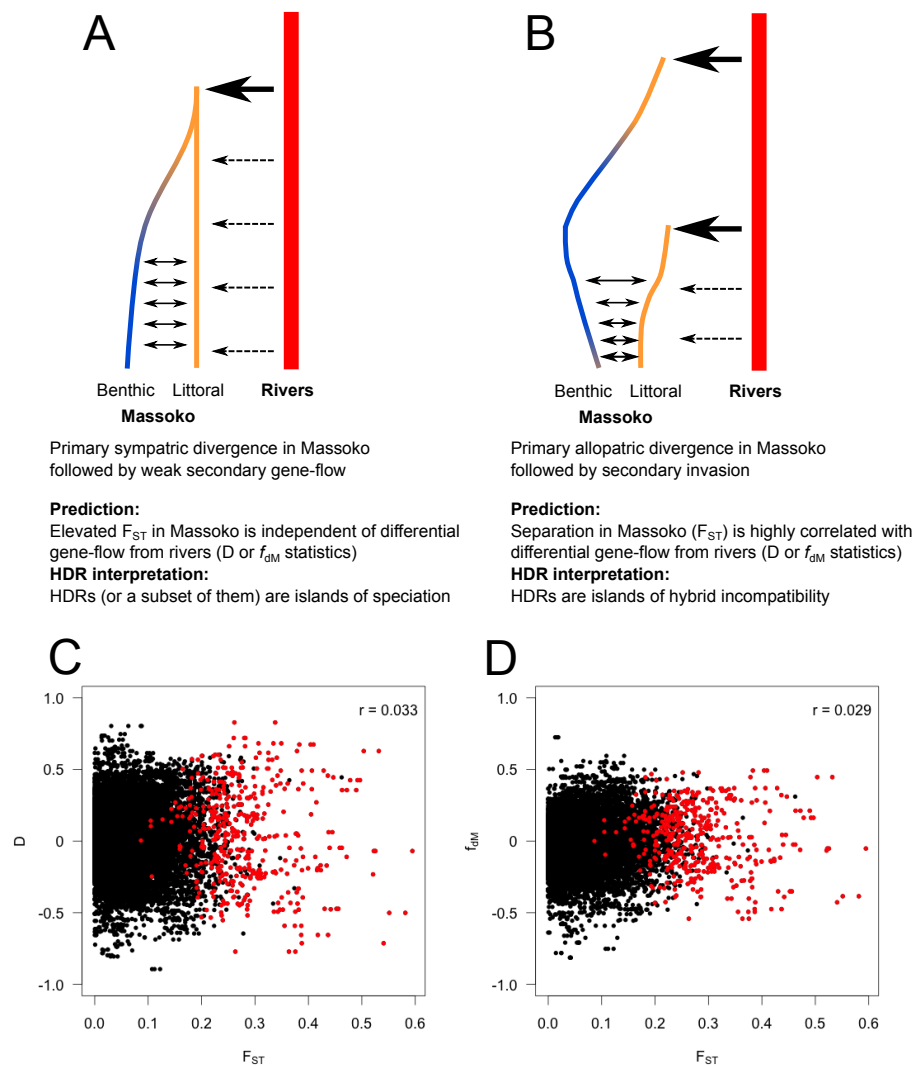 A
Benthic Littoral Rivers
Massoko
Primary sympatric divergence in Massoko
followed by weak secondary gene-flow
Prediction:
Elevated FST in Massoko is independent of differential
gene-flow from rivers (D or fdM statistics)
HDR interpretation:
HDRs (or a subset of them) are islands of speciation
B
Benthic Littoral Rivers
Massoko
Primary allopatric divergence in Massoko
followed by secondary invasion
Prediction:
Separation in Massoko (FST) is highly correlated with
differential gene-flow from rivers (D or fdM statistics)
HDR interpretation:
HDRs are islands of hybrid incompatibility
C
r = 0.033
D
1.0
0.5
0
-0.5
-1.0
0.0 0.1 0.2 0.3 0.4 0.5 0.6
FST
D
r = 0.029
fdM
1.0
0.5
0
-0.5
-1.0
0.0 0.1 0.2 0.3 0.4 0.5 0.6
FST